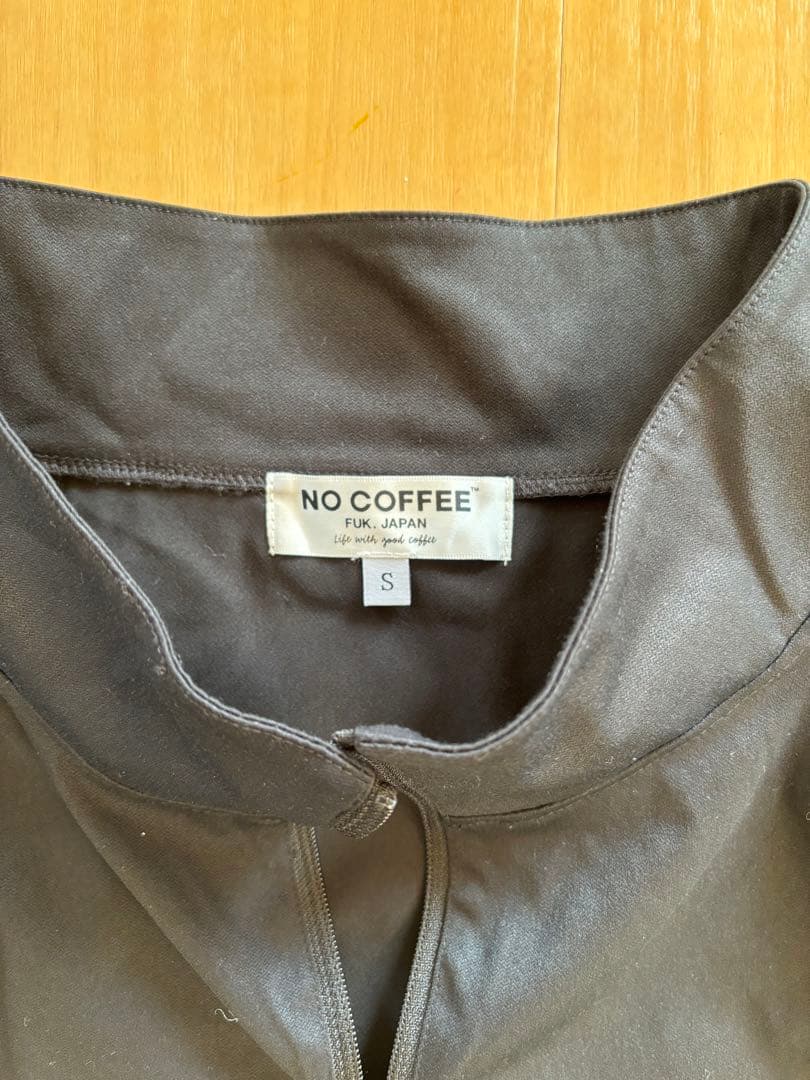 NO COFFEE™
FUK. JAPAN
Life with good coffee
S